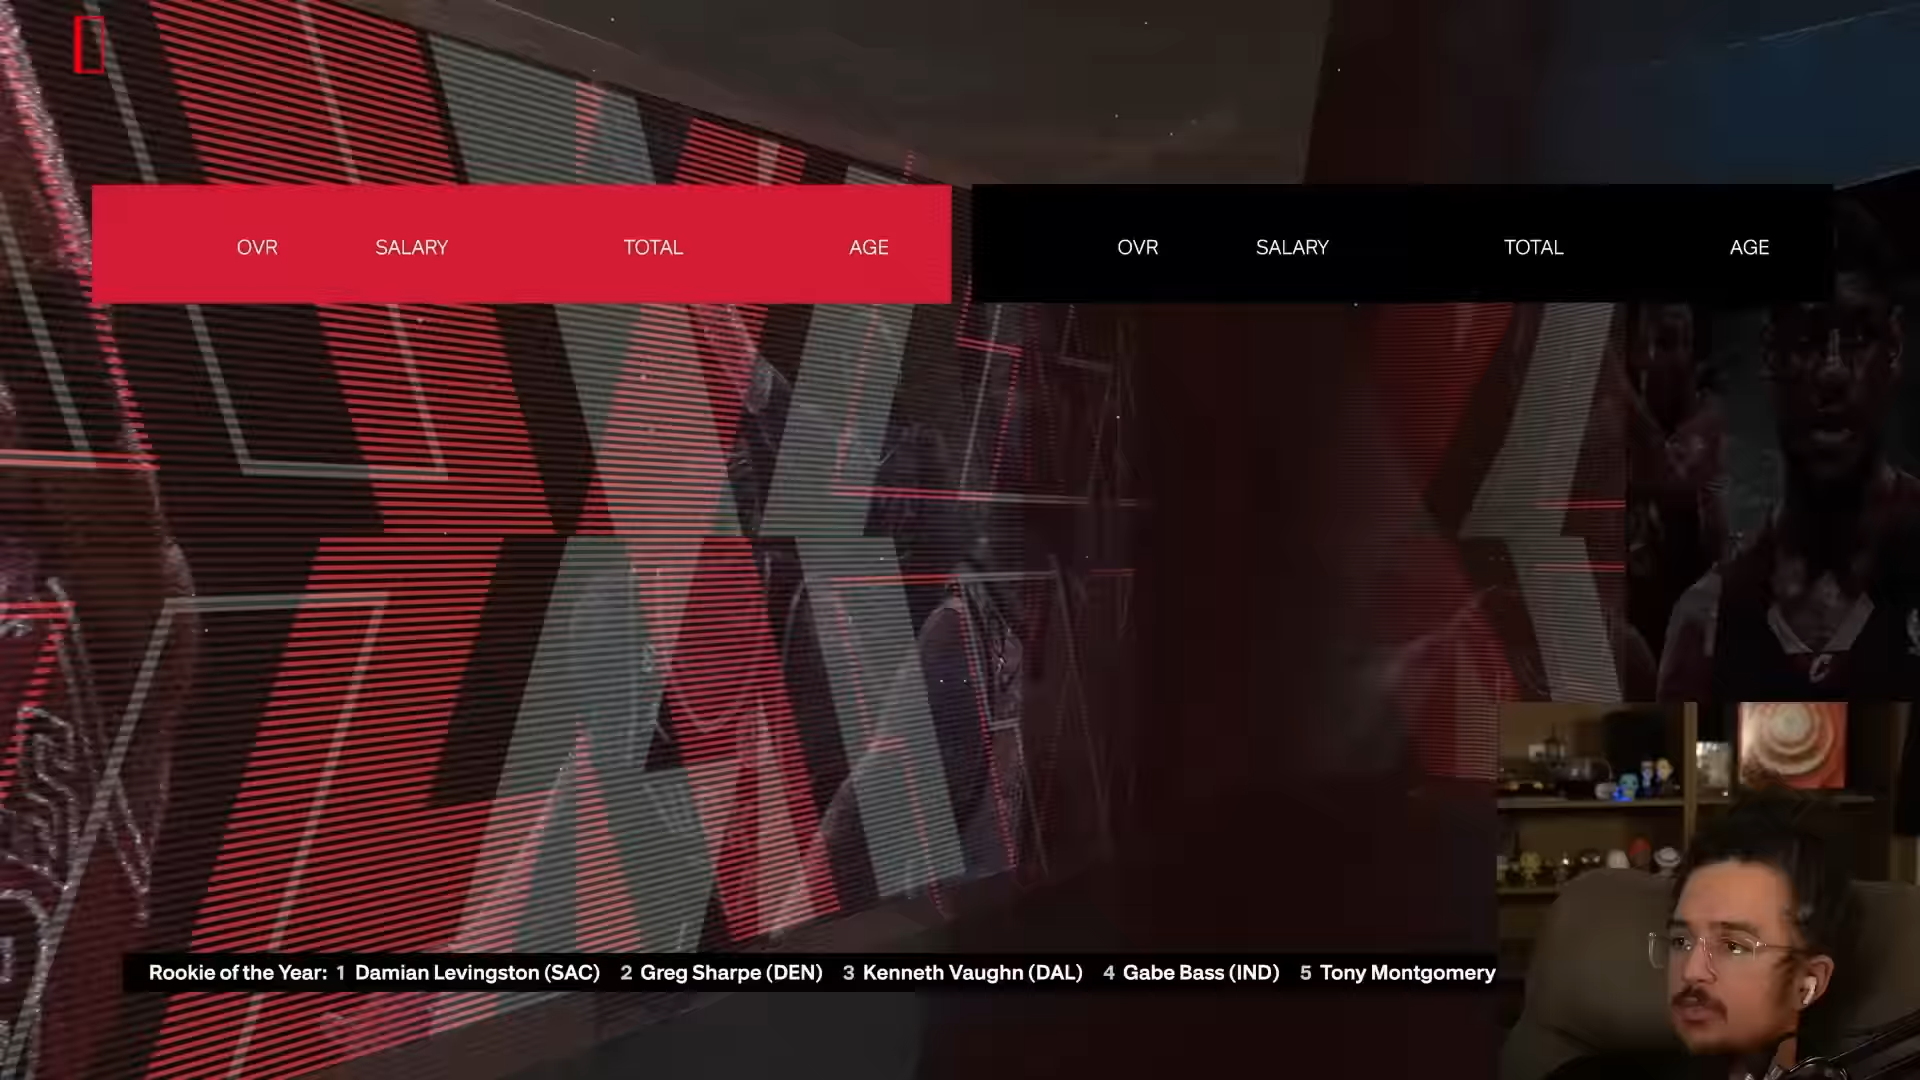 OVR SALARY TOTAL AGE OVR SALARY TOTAL AGE
Rookie of the Year: 1 Damian Levingston (SAC) 2 Greg Sharpe (DEN) 3 Kenneth Vaughn (DAL) 4 Gabe Bass (IND) 5 Tony Montgomery